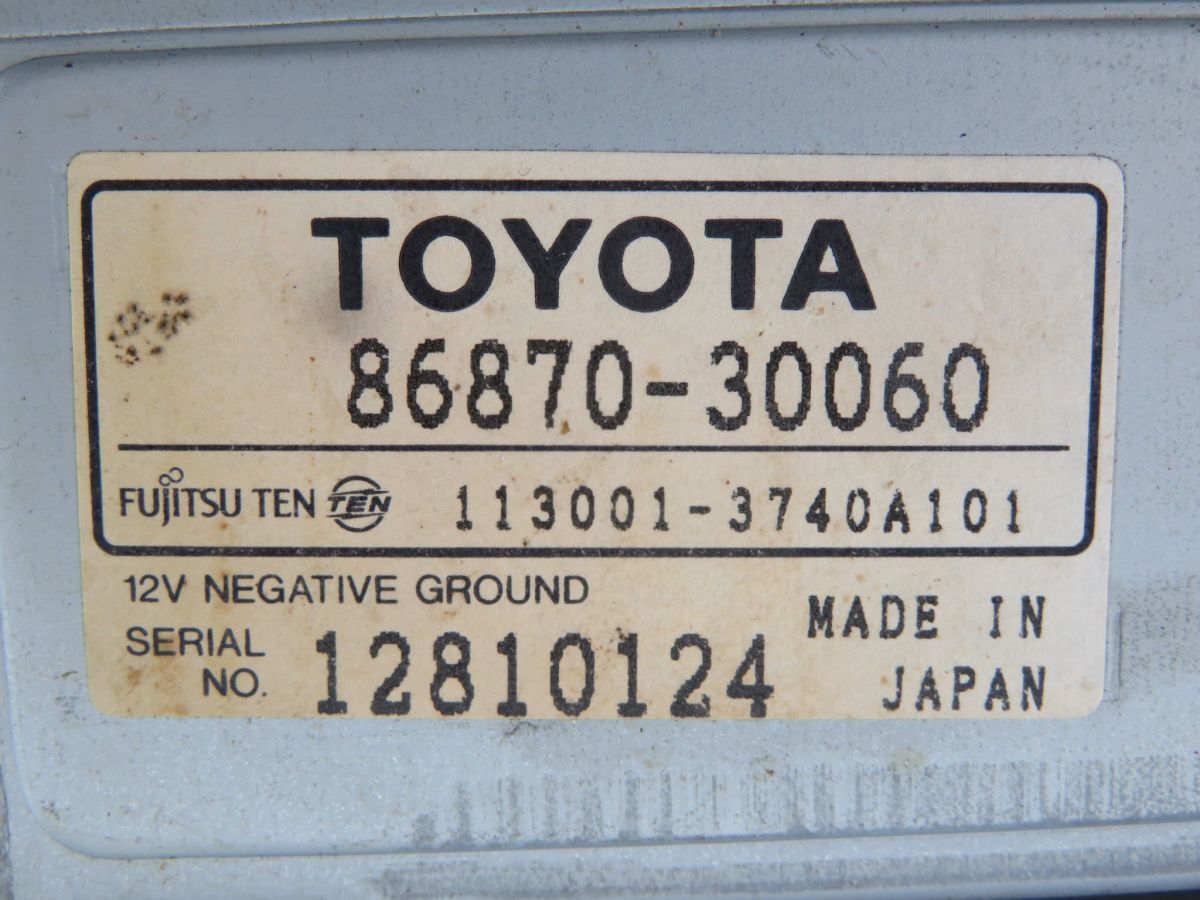 TOYOTA
86870-30060
FUJITSU TEN TEN 113001-3740A101
12V NEGATIVE GROUND
SERIAL NO. 12810124
MADE IN
JAPAN